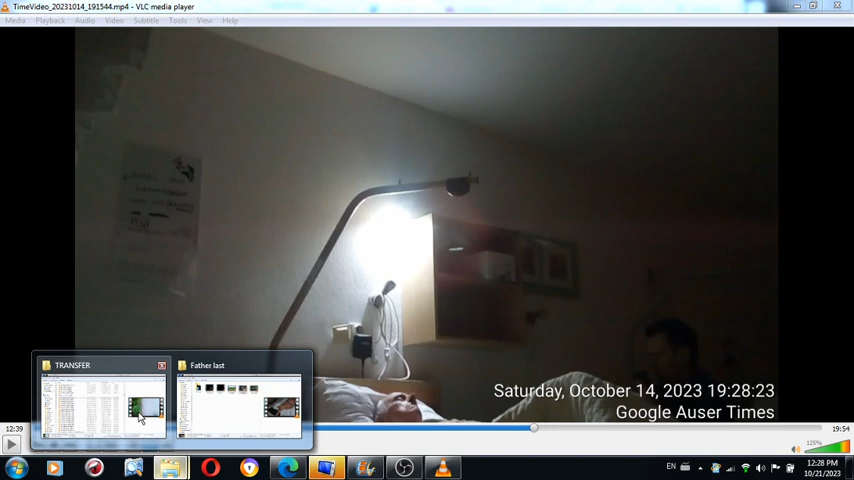 TimeVideo_20231014_191544.mp4 - VLC media player
Media Playback Audio Video Subtitle Tools View Help
Saturday, October 14, 2023 19:28:23
Google Auser Times
TRANSFER
Father last
12:39
19:54
125%
EN
12:28 PM
10/21/2023